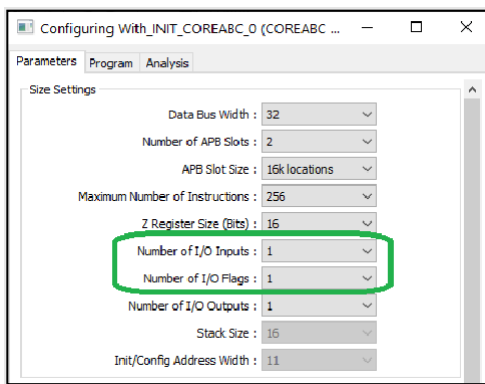 Configuring With_INIT_COREABC_0 (COREABC ...
Parameters Program Analysis
Size Settings
Data Bus Width : 32
Number of APB Slots : 2
APB Slot Size : 16k locations
Maximum Number of Instructions : 256
Z Register Size (Bits) : 16
Number of I/O Inputs : 1
Number of I/O Flags : 1
Number of I/O Outputs : 1
Stack Size : 16
Init/Config Address Width : 11